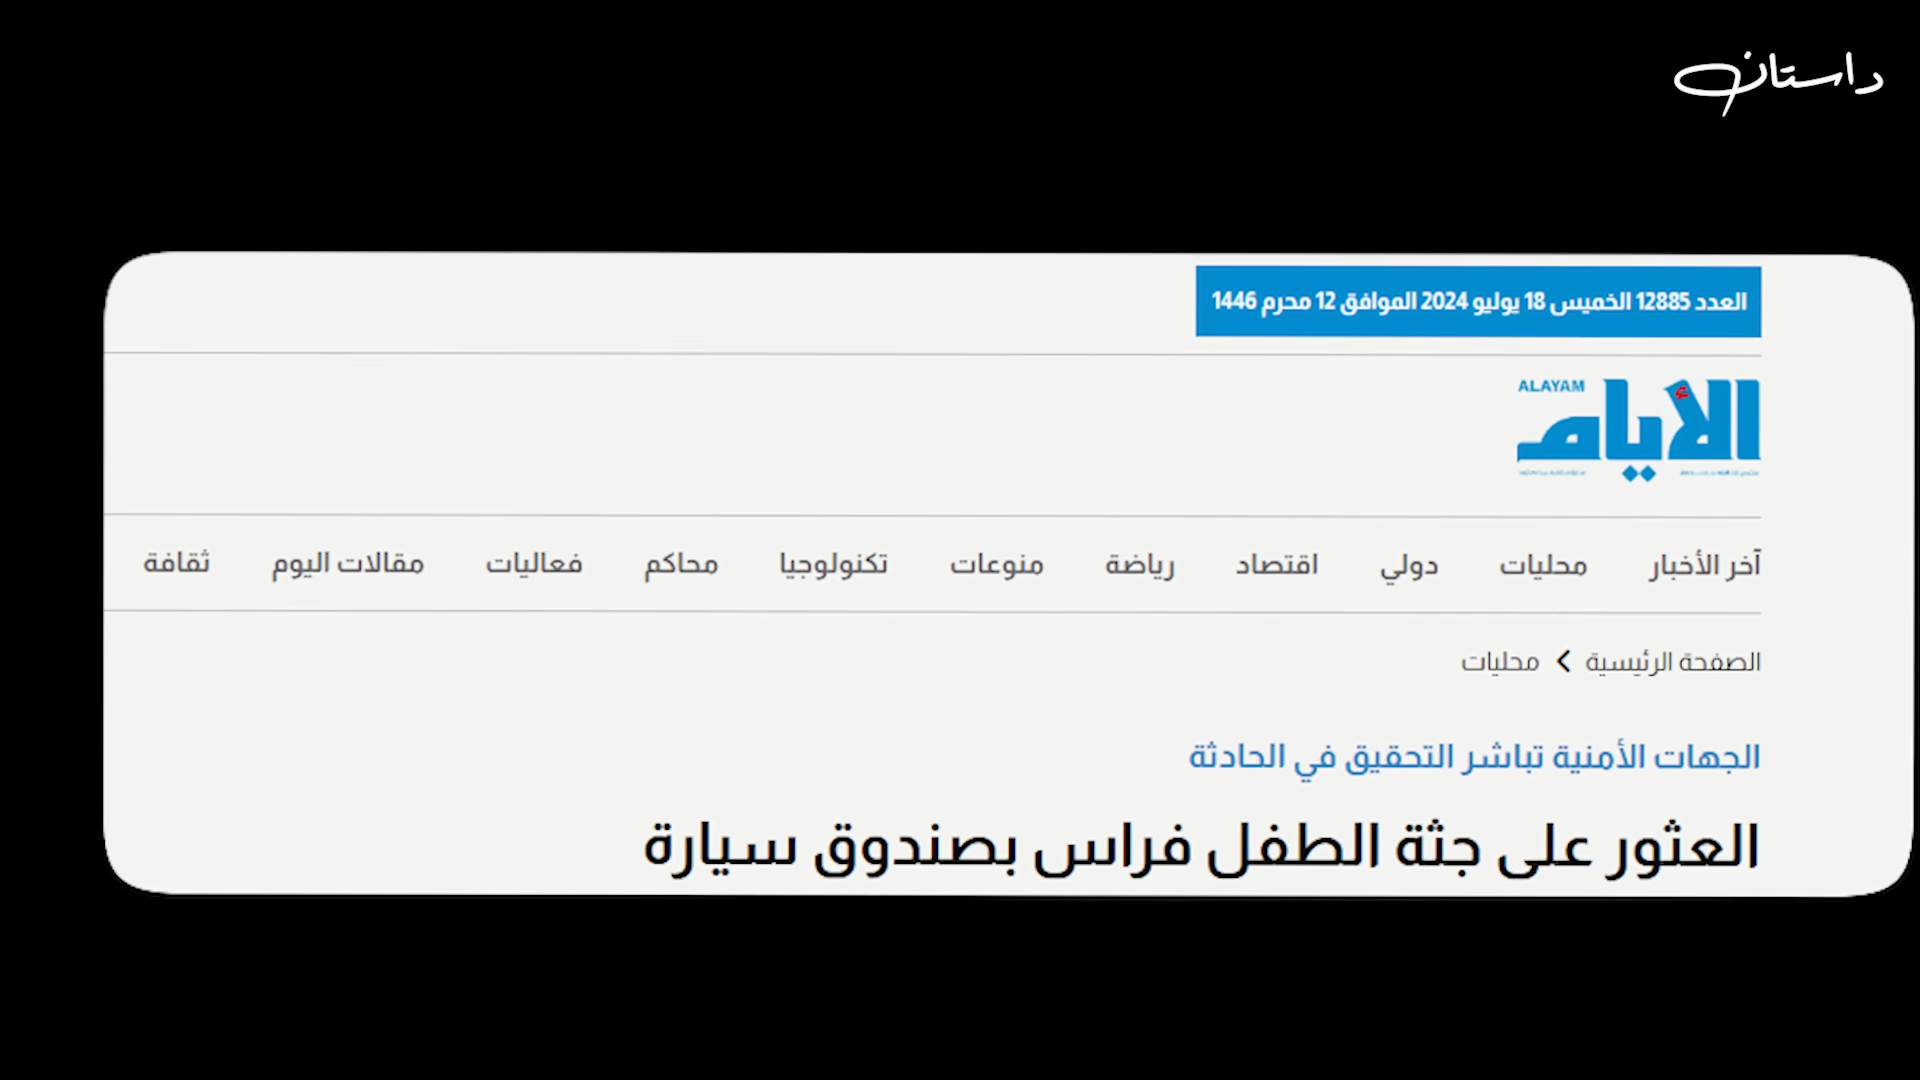 داستان
العدد 12885 الخميس 18 يوليو 2024 الموافق 12 محرم 1446
ALAYAM
الأيام
آخر الأخبار محليات دولي اقتصاد رياضة منوعات تكنولوجيا محاكم فعاليات مقالات اليوم ثقافة
الصفحة الرئيسية > محليات
الجهات الأمنية تباشر التحقيق في الحادثة
العثور على جثة الطفل فراس بصندوق سيارة